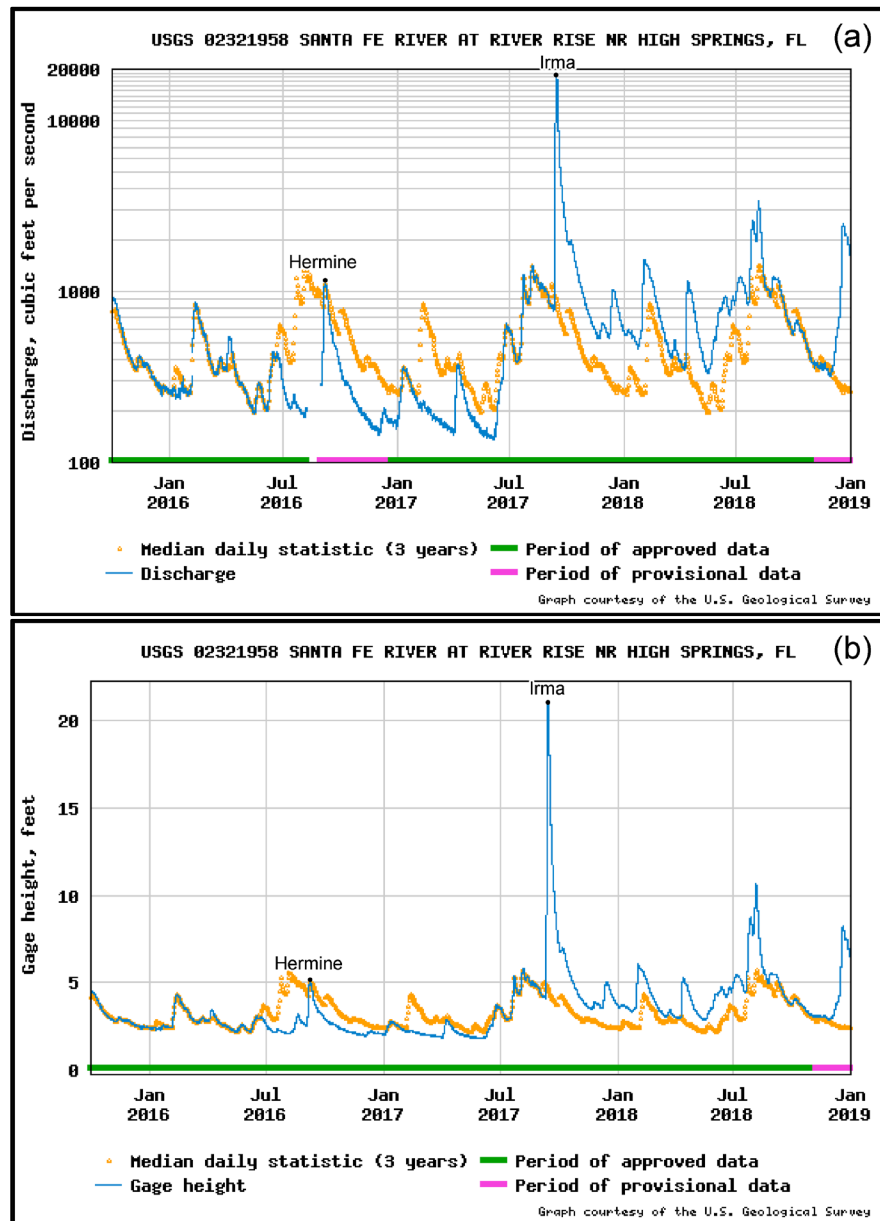 USGS 02321958 SANTA FE RIVER AT RIVER RISE NR HIGH SPRINGS, FL (a)
Irma
20000
10000
Hermine
1000
100
Discharge, cubic feet per second
Jan Jul Jan Jul Jan Jul Jan
2016 2016 2017 2017 2018 2018 2019
Median daily statistic (3 years) Period of approved data
Discharge Period of provisional data
Graph courtesy of the U.S. Geological Survey
USGS 02321958 SANTA FE RIVER AT RIVER RISE NR HIGH SPRINGS, FL (b)
Irma
20
15
10
Hermine
5
0
Gage height, feet
Jan Jul Jan Jul Jan Jul Jan
2016 2016 2017 2017 2018 2018 2019
Median daily statistic (3 years) Period of approved data
Gage height Period of provisional data
Graph courtesy of the U.S. Geological Survey